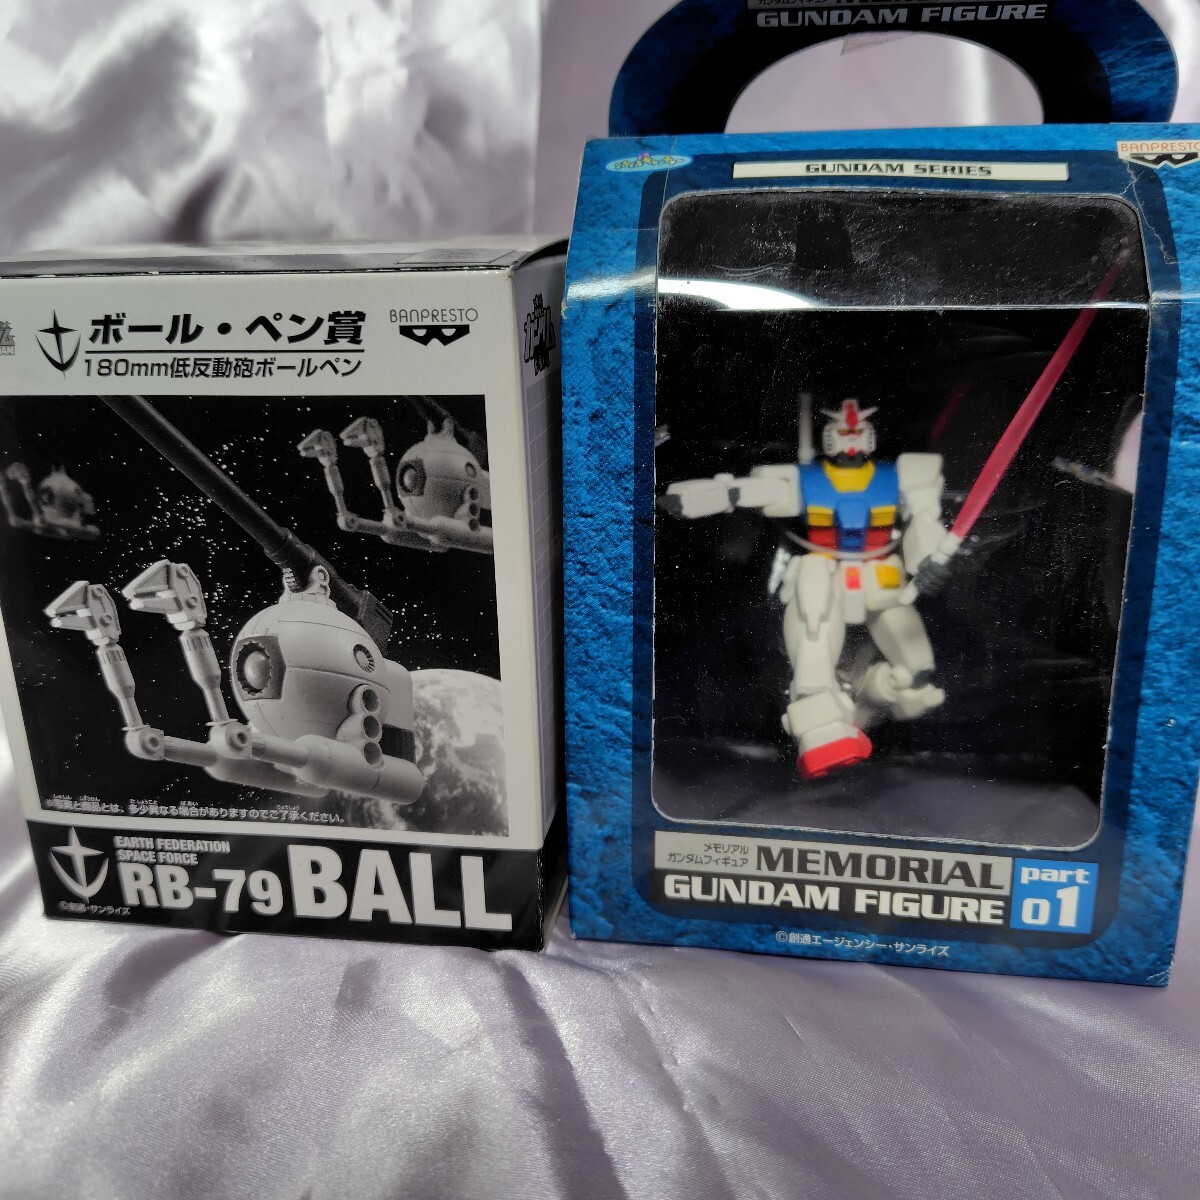 ボール・ペン賞
180mm低反動砲ボールペン
BANPRESTO
※写真と商品とは、多少異なる場合がありますのでご了承ください。
EARTH FEDERATION
SPACE FORCE
RB-79 BALL
©創通・サンライズ
GUNDAM FIGURE
GUNDAM SERIES
BANPRESTO
メモリアル
ガンダムフィギュア
MEMORIAL
GUNDAM FIGURE
part
01
©創通エージェンシー・サンライズ